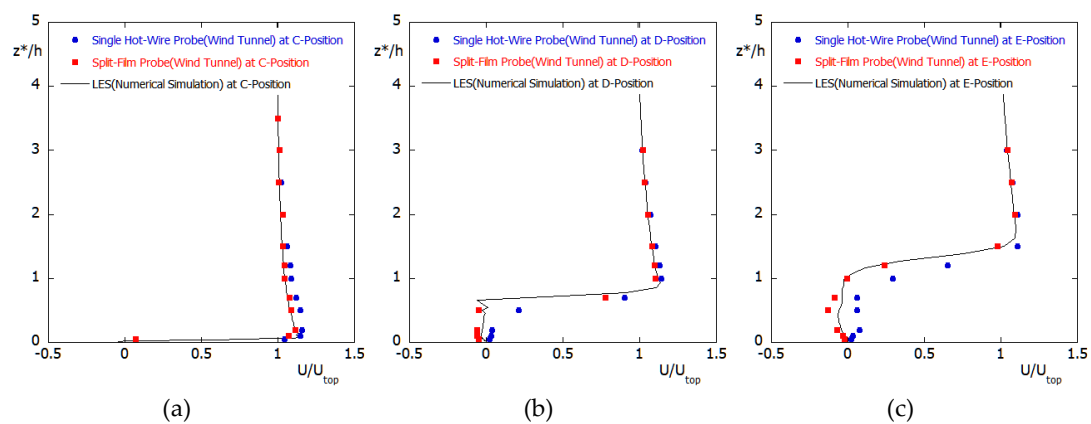 5
z*/h
4
3
2
1
0
-0.5
0
0.5
1
1.5
U/Utop
Single Hot-Wire Probe(Wind Tunnel) at C-Position
Split-Film Probe(Wind Tunnel) at C-Position
LES(Numerical Simulation) at C-Position
(a)
5
z*/h
4
3
2
1
0
-0.5
0
0.5
1
1.5
U/Utop
Single Hot-Wire Probe(Wind Tunnel) at D-Position
Split-Film Probe(Wind Tunnel) at D-Position
LES(Numerical Simulation) at D-Position
(b)
5
z*/h
4
3
2
1
0
-0.5
0
0.5
1
1.5
U/Utop
Single Hot-Wire Probe(Wind Tunnel) at E-Position
Split-Film Probe(Wind Tunnel) at E-Position
LES(Numerical Simulation) at E-Position
(c)